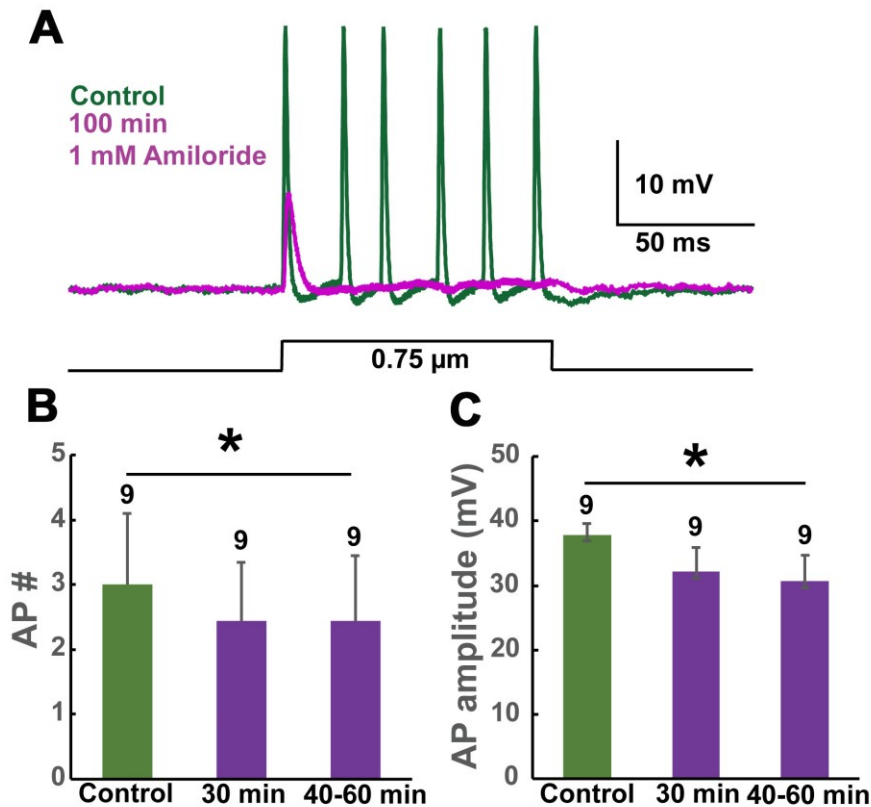 A
Control
100 min
1 mM Amiloride
10 mV
50 ms
0.75 µm
B
*
5
4
3
2
1
0
AP #
9
9
9
Control
30 min
40-60 min
C
*
50
40
30
20
10
0
AP amplitude (mV)
9
9
9
Control
30 min
40-60 min